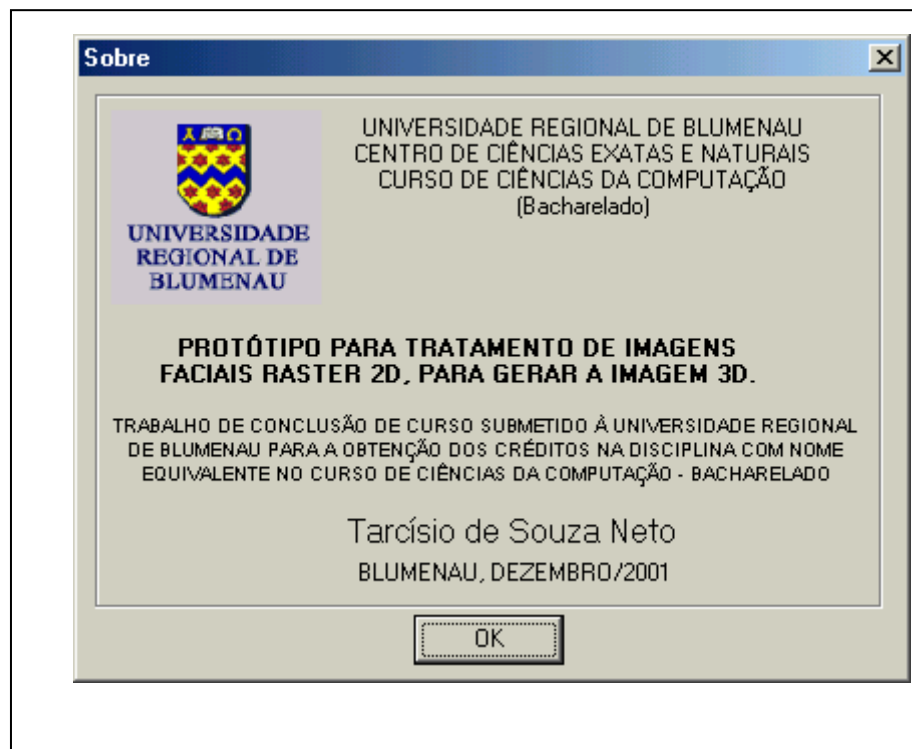 Sobre
UNIVERSIDADE
REGIONAL DE
BLUMENAU
UNIVERSIDADE REGIONAL DE BLUMENAU
CENTRO DE CIÊNCIAS EXATAS E NATURAIS
CURSO DE CIÊNCIAS DA COMPUTAÇÃO
(Bacharelado)
PROTÓTIPO PARA TRATAMENTO DE IMAGENS
FACIAIS RASTER 2D, PARA GERAR A IMAGEM 3D.
TRABALHO DE CONCLUSÃO DE CURSO SUBMETIDO À UNIVERSIDADE REGIONAL
DE BLUMENAU PARA A OBTENÇÃO DOS CRÉDITOS NA DISCIPLINA COM NOME
EQUIVALENTE NO CURSO DE CIÊNCIAS DA COMPUTAÇÃO - BACHARELADO
Tarcísio de Souza Neto
BLUMENAU, DEZEMBRO/2001
OK